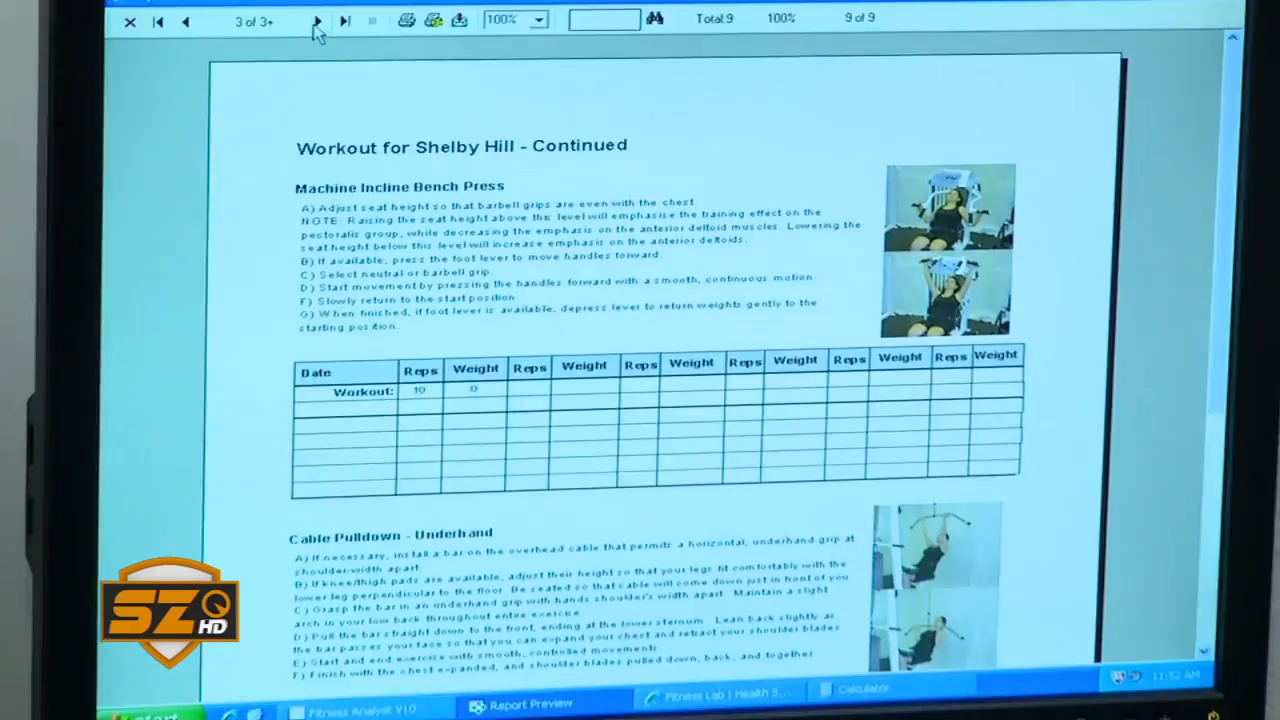 3 of 3+ 100% Total:9 100% 9 of 9
Workout for Shelby Hill - Continued
Machine Incline Bench Press
A) Adjust seat height so that barbell grips are even with the chest.
NOTE: Raising the seat height above this level will emphasise the training effect on the
pectoralis group, while decreasing the emphasis on the anterior deltoid muscles. Lowering the
seat height below this level will increase emphasis on the anterior deltoids.
B) If available, press the foot lever to move handles forward.
C) Select neutral or barbell grip.
D) Start movement by pressing the handles forward with a smooth, continuous motion
F) Slowly return to the start position
G) When finished, if foot lever is available, depress lever to return weights gently to the
starting position.
Date Reps Weight Reps Weight Reps Weight Reps Weight Reps Weight Reps Weight
Workout: 10 0
Cable Pulldown - Underhand
A) If necessary, install a bar on the overhead cable that permits a horizontal, underhand grip at
shoulder-width apart.
B) If knee/thigh pads are available, adjust their height so that your legs fit comfortably with the
lower leg perpendicular to the floor. Be seated so that cable will come down just in front of you
C) Grasp the bar in an underhand grip with hands shoulder's width apart. Maintain a slight
arch in your low back throughout entire exercise
D) Pull the bar straight down to the front, ending at the lower sternum. Lean back slightly as
the bar passes your face so that you can expand your chest and retract your shoulder blades
E) Start and end exercise with smooth, controlled movements.
F) Finish with the chest expanded, and shoulder blades pulled down, back, and together
SZ HD
Start Fitness Analyst V10 Report Preview Fitness Lab | Health S... Calculator 11:52 AM